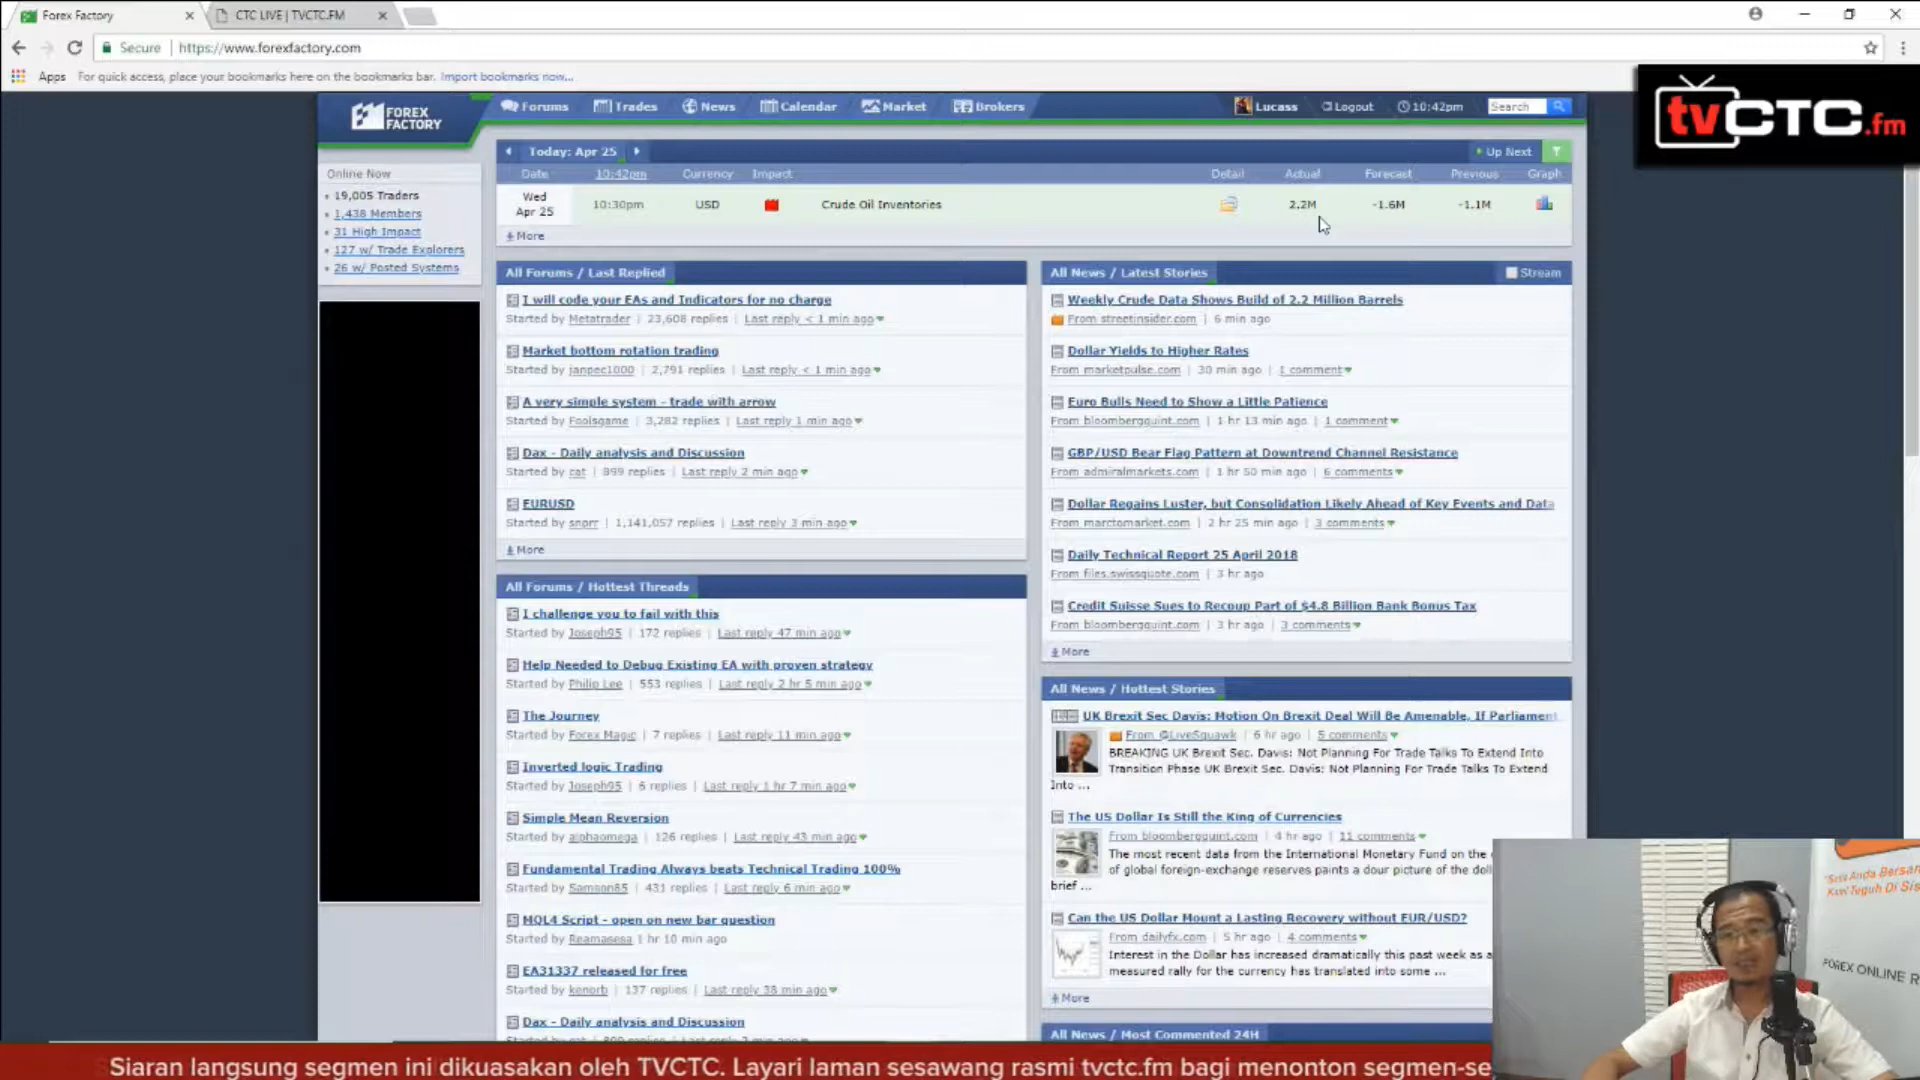 Forex Factory
CTC LIVE | TVCTC.FM
Secure | https://www.forexfactory.com
Apps For quick access, place your bookmarks here on the bookmarks bar. Import bookmarks now...
tvCTC.fm
FOREX FACTORY
Forums Trades News Calendar Market Brokers Lucass Logout 10:42pm Search
Online Now
19,005 Traders
1,438 Members
31 High Impact
127 w/ Trade Explorers
26 w/ Posted Systems
Today: Apr 25 Up Next
Date 10:42pm Currency Impact Detail Actual Forecast Previous Graph
Wed Apr 25 10:30pm USD Crude Oil Inventories 2.2M -1.6M -1.1M
More
All Forums / Last Replied
I will code your EAs and Indicators for no charge
Started by Metatrader | 23,608 replies | Last reply < 1 min ago
Market bottom rotation trading
Started by janpec1000 | 2,791 replies | Last reply < 1 min ago
A very simple system - trade with arrow
Started by Foolsgame | 3,282 replies | Last reply 1 min ago
Dax - Daily analysis and Discussion
Started by cat | 899 replies | Last reply 2 min ago
EURUSD
Started by snprr | 1,141,057 replies | Last reply 3 min ago
More
All Forums / Hottest Threads
I challenge you to fail with this
Started by Joseph95 | 172 replies | Last reply 47 min ago
Help Needed to Debug Existing EA with proven strategy
Started by Philip Lee | 553 replies | Last reply 2 hr 5 min ago
The Journey
Started by Forex Magic | 7 replies | Last reply 11 min ago
Inverted logic Trading
Started by Joseph95 | 6 replies | Last reply 1 hr 7 min ago
Simple Mean Reversion
Started by alphaomega | 126 replies | Last reply 43 min ago
Fundamental Trading Always beats Technical Trading 100%
Started by Samson85 | 431 replies | Last reply 6 min ago
MQL4 Script - open on new bar question
Started by Reamasesa | hr 10 min ago
EA31337 released for free
Started by kenorb | 137 replies | Last reply 38 min ago
Dax - Daily analysis and Discussion
All News / Latest Stories Stream
Weekly Crude Data Shows Build of 2.2 Million Barrels
From streetinsider.com | 6 min ago
Dollar Yields to Higher Rates
From marketpulse.com | 30 min ago | 1 comment
Euro Bulls Need to Show a Little Patience
From bloombergquint.com | 1 hr 13 min ago | 1 comment
GBP/USD Bear Flag Pattern at Downtrend Channel Resistance
From admiralmarkets.com | 1 hr 50 min ago | 6 comments
Dollar Regains Luster, but Consolidation Likely Ahead of Key Events and Data
From marctomarket.com | 2 hr 25 min ago | 3 comments
Daily Technical Report 25 April 2018
From files.swissquote.com | 3 hr ago
Credit Suisse Sues to Recoup Part of $4.8 Billion Bank Bonus Tax
From bloombergquint.com | 3 hr ago | 3 comments
More
All News / Hottest Stories
UK Brexit Sec Davis: Motion On Brexit Deal Will Be Amenable, If Parliament
From @LiveSquawk | 6 hr ago | 5 comments
BREAKING UK Brexit Sec. Davis: Not Planning For Trade Talks To Extend Into
Transition Phase UK Brexit Sec. Davis: Not Planning For Trade Talks To Extend
Into ...
The US Dollar Is Still the King of Currencies
From bloombergquint.com | 4 hr ago | 11 comments
The most recent data from the International Monetary Fund on the
of global foreign-exchange reserves paints a dour picture of the doll
brief ...
Can the US Dollar Mount a Lasting Recovery without EUR/USD?
From dailyfx.com | 5 hr ago | 4 comments
Interest in the Dollar has increased dramatically this past week as a
measured rally for the currency has translated into some ...
More
All News / Most Commented 24H
FOREX ONLINE R
Siaran langsung segmen ini dikuasakan oleh TVCTC. Layari laman sesawang rasmi tvctc.fm bagi menonton segmen-se